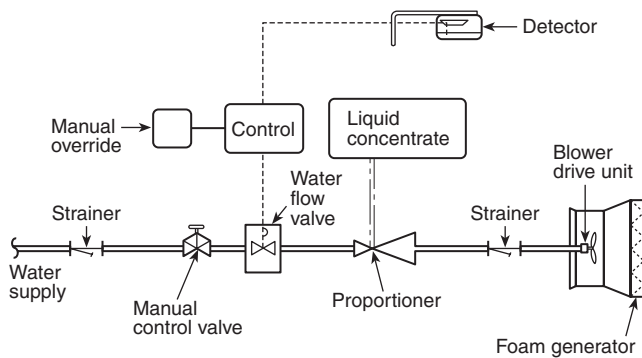 Detector
Liquid
concentrate
Manual
override
Control
Blower
drive unit
Water
flow
valve
Strainer
Strainer
Water
supply
Manual
control valve
Proportioner
Foam generator